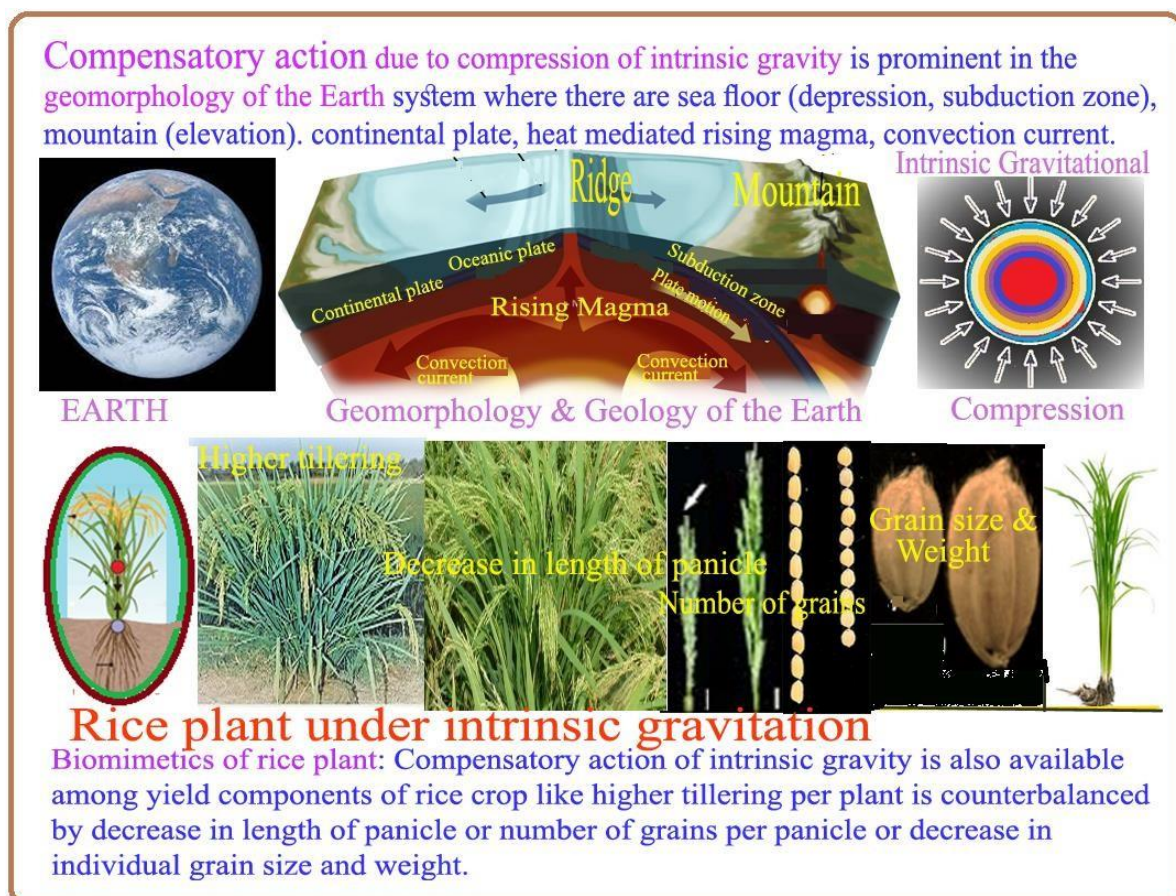 Compensatory action due to compression of intrinsic gravity is prominent in the
geomorphology of the Earth system where there are sea floor (depression, subduction zone),
mountain (elevation). continental plate, heat mediated rising magma, convection current.
Intrinsic Gravitational
Ridge
Mountain
Oceanic plate
Continental plate
Subduction zone
Plate motion
Rising Magma
Convection
current
Convection
current
EARTH
Geomorphology & Geology of the Earth
Compression
Higher tillering
Decrease in length of panicle
Number of grains
Grain size &
Weight
Rice plant under intrinsic gravitation
Biomimetics of rice plant: Compensatory action of intrinsic gravity is also available
among yield components of rice crop like higher tillering per plant is counterbalanced
by decrease in length of panicle or number of grains per panicle or decrease in
individual grain size and weight.